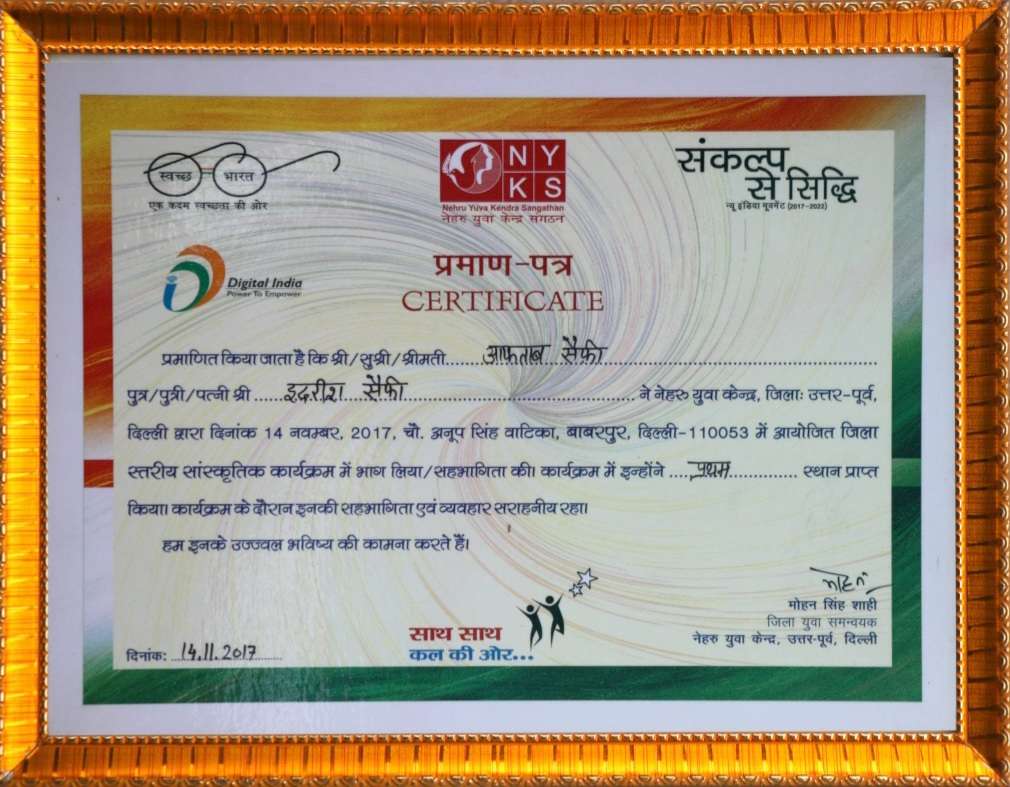 स्वच्छ भारत
एक कदम स्वच्छता की ओर
NY
KS
Nehru Yuva Kendra Sangathan
नेहरू युवा केन्द्र संगठन
संकल्प
से सिद्धि
न्यू इंडिया मूवमेंट (2017-2022)
Digital India
Power To Empower
प्रमाण-पत्र
CERTIFICATE
प्रमाणित किया जाता है कि श्री/सुश्री/श्रीमती..... आफताब सैफी
पुत्र/पुत्री/पत्नी श्री ..... इदरीश सैफी ..... ने नेहरु युवा केन्द्र, जिला: उत्तर-पूर्व,
दिल्ली द्वारा दिनांक 14 नवम्बर, 2017, चौ. अनूप सिंह वाटिका, बाबरपुर, दिल्ली-110053 में आयोजित जिला
स्तरीय सांस्कृतिक कार्यक्रम में भाग लिया/सहभागिता की। कार्यक्रम में इन्होंने .... प्रथम ..... स्थान प्राप्त
किया। कार्यक्रम के दौरान इनकी सहभागिता एवं व्यवहार सराहनीय रहा।
हम इनके उज्ज्वल भविष्य की कामना करते हैं।
मोहन सिंह शाही
जिला युवा समन्वयक
नेहरू युवा केन्द्र, उत्तर-पूर्व, दिल्ली
साथ साथ
कल की ओर...
दिनांक: ...14.11.2017......